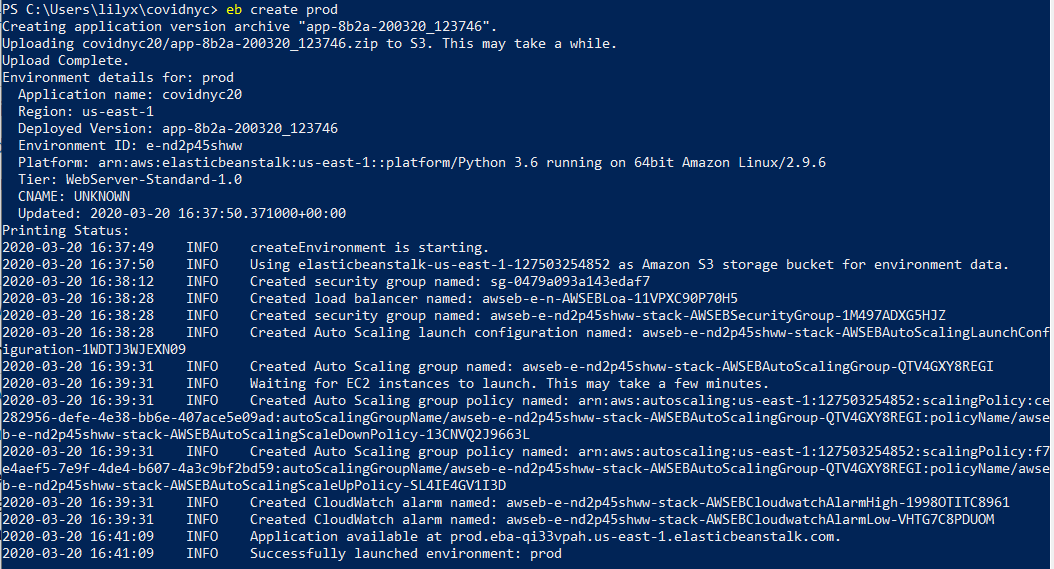 PS C:\Users\lilyx\covidnyc> eb create prod
Creating application version archive "app-8b2a-200320_123746".
Uploading covidnyc20/app-8b2a-200320_123746.zip to S3. This may take a while.
Upload Complete.
Environment details for: prod
  Application name: covidnyc20
  Region: us-east-1
  Deployed Version: app-8b2a-200320_123746
  Environment ID: e-nd2p45shww
  Platform: arn:aws:elasticbeanstalk:us-east-1::platform/Python 3.6 running on 64bit Amazon Linux/2.9.6
  Tier: WebServer-Standard-1.0
  CNAME: UNKNOWN
  Updated: 2020-03-20 16:37:50.371000+00:00
Printing Status:
2020-03-20 16:37:49    INFO    createEnvironment is starting.
2020-03-20 16:37:50    INFO    Using elasticbeanstalk-us-east-1-127503254852 as Amazon S3 storage bucket for environment data.
2020-03-20 16:38:12    INFO    Created security group named: sg-0479a093a143edaf7
2020-03-20 16:38:28    INFO    Created load balancer named: awseb-e-n-AWSEBLoa-11VPXC90P70H5
2020-03-20 16:38:28    INFO    Created security group named: awseb-e-nd2p45shww-stack-AWSEBSecurityGroup-1M497ADXG5HJZ
2020-03-20 16:38:28    INFO    Created Auto Scaling launch configuration named: awseb-e-nd2p45shww-stack-AWSEBAutoScalingLaunchConf
iguration-1WDTJ3WJEXN09
2020-03-20 16:39:31    INFO    Created Auto Scaling group named: awseb-e-nd2p45shww-stack-AWSEBAutoScalingGroup-QTV4GXY8REGI
2020-03-20 16:39:31    INFO    Waiting for EC2 instances to launch. This may take a few minutes.
2020-03-20 16:39:31    INFO    Created Auto Scaling group policy named: arn:aws:autoscaling:us-east-1:127503254852:scalingPolicy:ce
282956-defe-4e38-bb6e-407ace5e09ad:autoScalingGroupName/awseb-e-nd2p45shww-stack-AWSEBAutoScalingGroup-QTV4GXY8REGI:policyName/awse
b-e-nd2p45shww-stack-AWSEBAutoScalingScaleDownPolicy-13CNVQ2J9663L
2020-03-20 16:39:31    INFO    Created Auto Scaling group policy named: arn:aws:autoscaling:us-east-1:127503254852:scalingPolicy:f7
e4aef5-7e9f-4de4-b607-4a3c9bf2bd59:autoScalingGroupName/awseb-e-nd2p45shww-stack-AWSEBAutoScalingGroup-QTV4GXY8REGI:policyName/awse
b-e-nd2p45shww-stack-AWSEBAutoScalingScaleUpPolicy-SL4IE4GV1I3D
2020-03-20 16:39:31    INFO    Created CloudWatch alarm named: awseb-e-nd2p45shww-stack-AWSEBCloudwatchAlarmHigh-1998OTITC8961
2020-03-20 16:39:31    INFO    Created CloudWatch alarm named: awseb-e-nd2p45shww-stack-AWSEBCloudwatchAlarmLow-VHTG7C8PDUOM
2020-03-20 16:41:09    INFO    Application available at prod.eba-qi33vpah.us-east-1.elasticbeanstalk.com.
2020-03-20 16:41:09    INFO    Successfully launched environment: prod